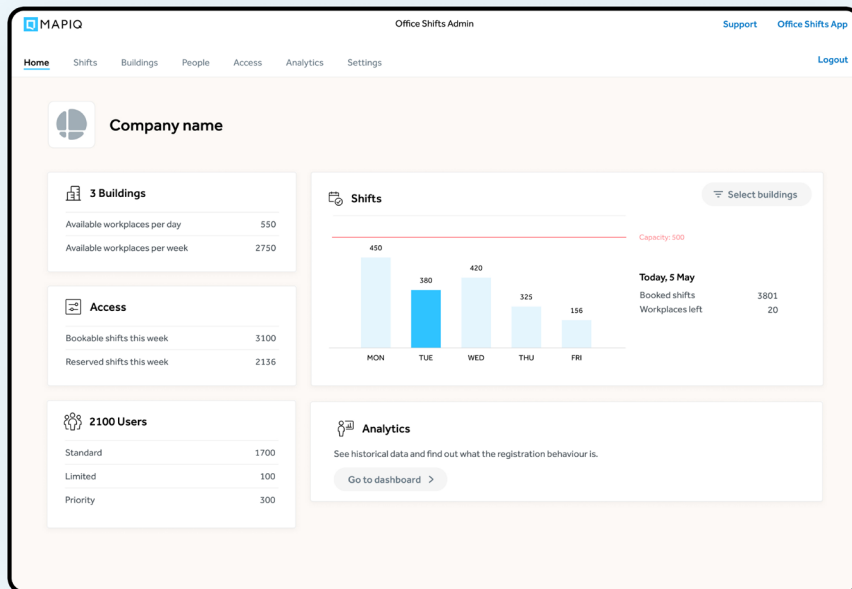 MAPIQ
Office Shifts Admin
Support
Office Shifts App
Home Shifts Buildings People Access Analytics Settings
Logout
Company name
3 Buildings
Available workplaces per day 550
Available workplaces per week 2750
Access
Bookable shifts this week 3100
Reserved shifts this week 2136
2100 Users
Standard 1700
Limited 100
Priority 300
Shifts
Select buildings
Capacity: 500
450
380
420
325
156
MON TUE WED THU FRI
Today, 5 May
Booked shifts 3801
Workplaces left 20
Analytics
See historical data and find out what the registration behaviour is.
Go to dashboard